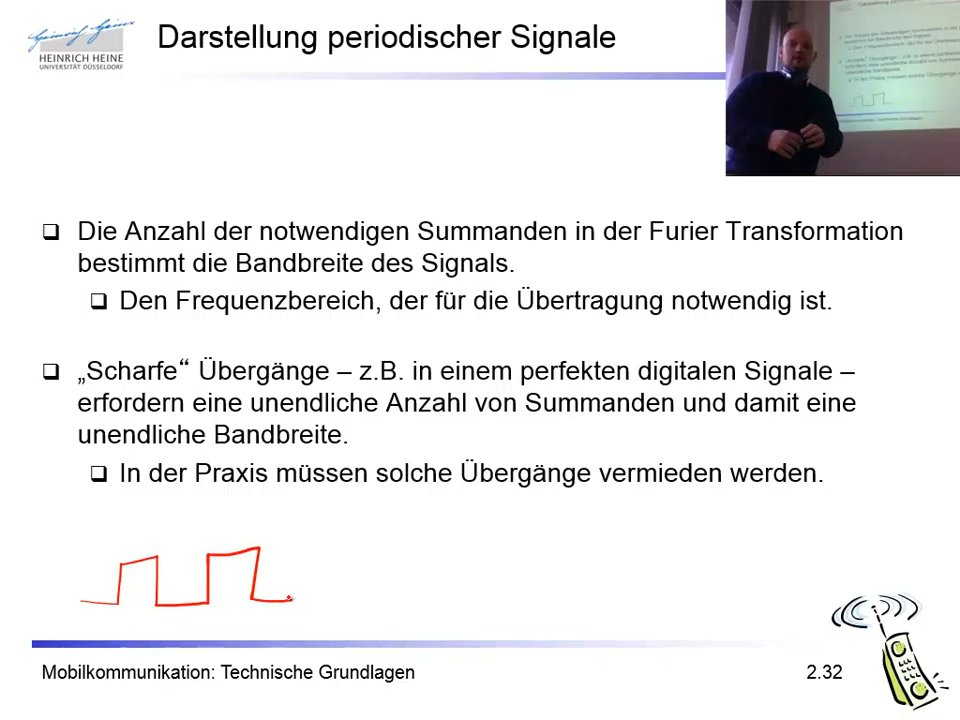 Heinrich Heine
HEINRICH HEINE
UNIVERSITÄT DÜSSELDORF
Darstellung periodischer Signale
Die Anzahl der notwendigen Summanden in der Furier Transformation
bestimmt die Bandbreite des Signals.
Den Frequenzbereich, der für die Übertragung notwendig ist.
„Scharfe“ Übergänge – z.B. in einem perfekten digitalen Signale –
erfordern eine unendliche Anzahl von Summanden und damit eine
unendliche Bandbreite.
In der Praxis müssen solche Übergänge vermieden werden.
Mobilkommunikation: Technische Grundlagen
2.32